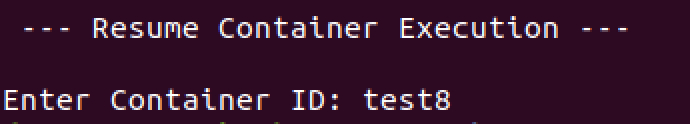 --- Resume Container Execution ---
Enter Container ID: test8